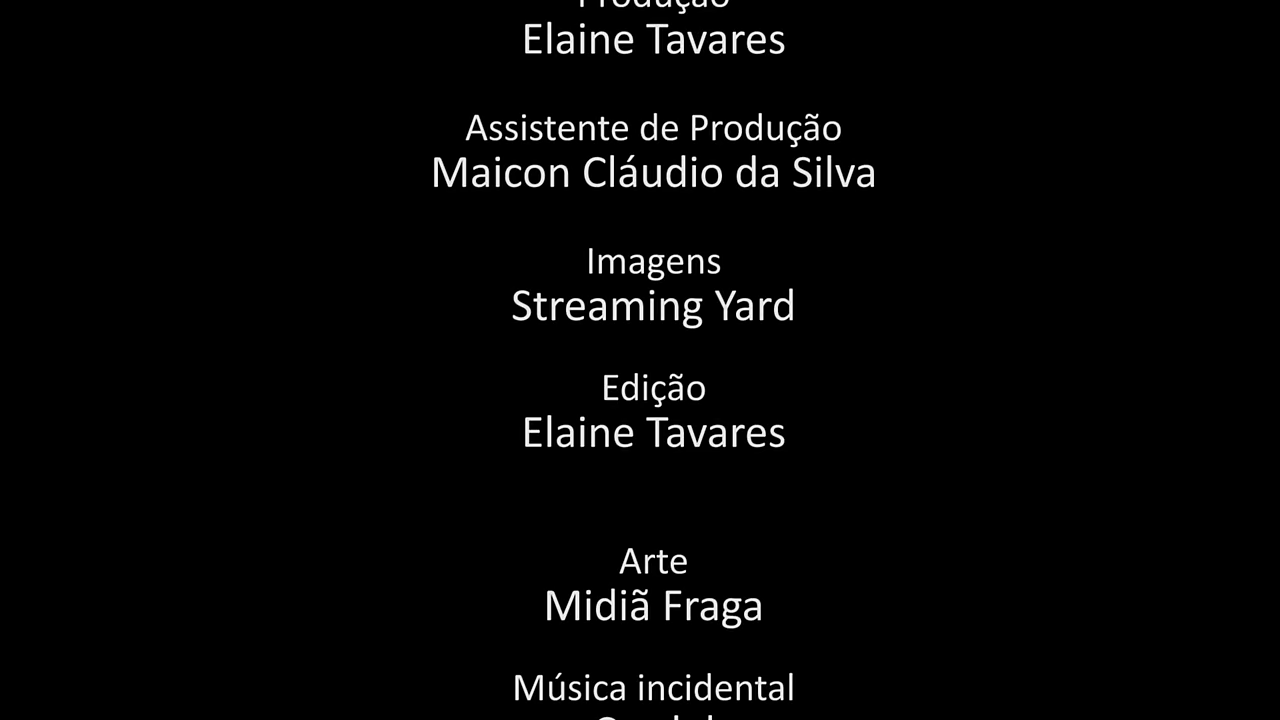 Produção
Elaine Tavares
Assistente de Produção
Maicon Cláudio da Silva
Imagens
Streaming Yard
Edição
Elaine Tavares
Arte
Midiã Fraga
Música incidental